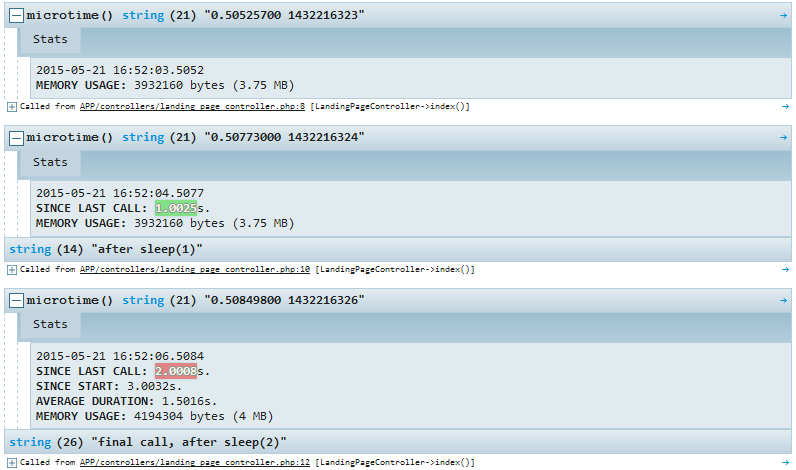 microtime() string (21) "0.50525700 1432216323"
Stats
2015-05-21 16:52:03.5052
MEMORY USAGE: 3932160 bytes (3.75 MB)
Called from APP/controllers/landing_page_controller.php:8 [LandingPageController->index()]
microtime() string (21) "0.50773000 1432216324"
Stats
2015-05-21 16:52:04.5077
SINCE LAST CALL: 1.0025s.
MEMORY USAGE: 3932160 bytes (3.75 MB)
string (14) "after sleep(1)"
Called from APP/controllers/landing_page_controller.php:10 [LandingPageController->index()]
microtime() string (21) "0.50849800 1432216326"
Stats
2015-05-21 16:52:06.5084
SINCE LAST CALL: 2.0008s.
SINCE START: 3.0032s.
AVERAGE DURATION: 1.5016s.
MEMORY USAGE: 4194304 bytes (4 MB)
string (26) "final call, after sleep(2)"
Called from APP/controllers/landing_page_controller.php:12 [LandingPageController->index()]